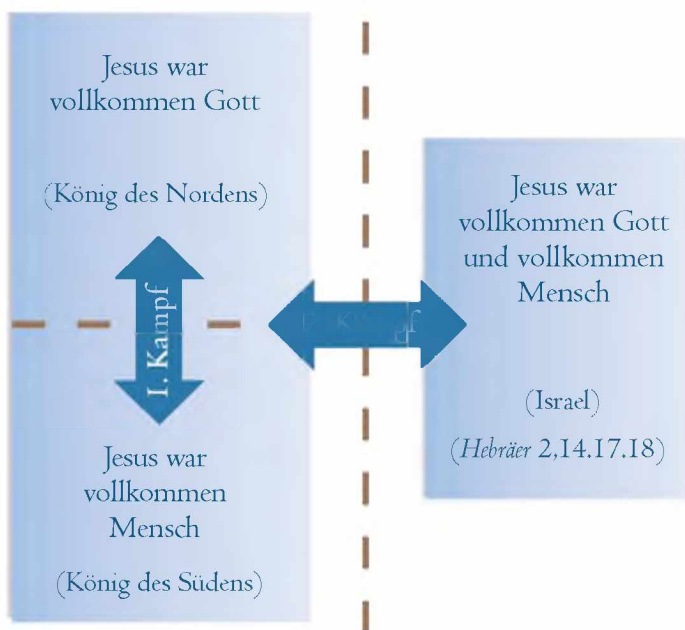 Jesus war
vollkommen Gott
(König des Nordens)
I. Kampf
Jesus war
vollkommen
Mensch
(König des Südens)
Jesus war
vollkommen Gott
und vollkommen
Mensch
(Israel)
(Hebräer 2,14.17.18)